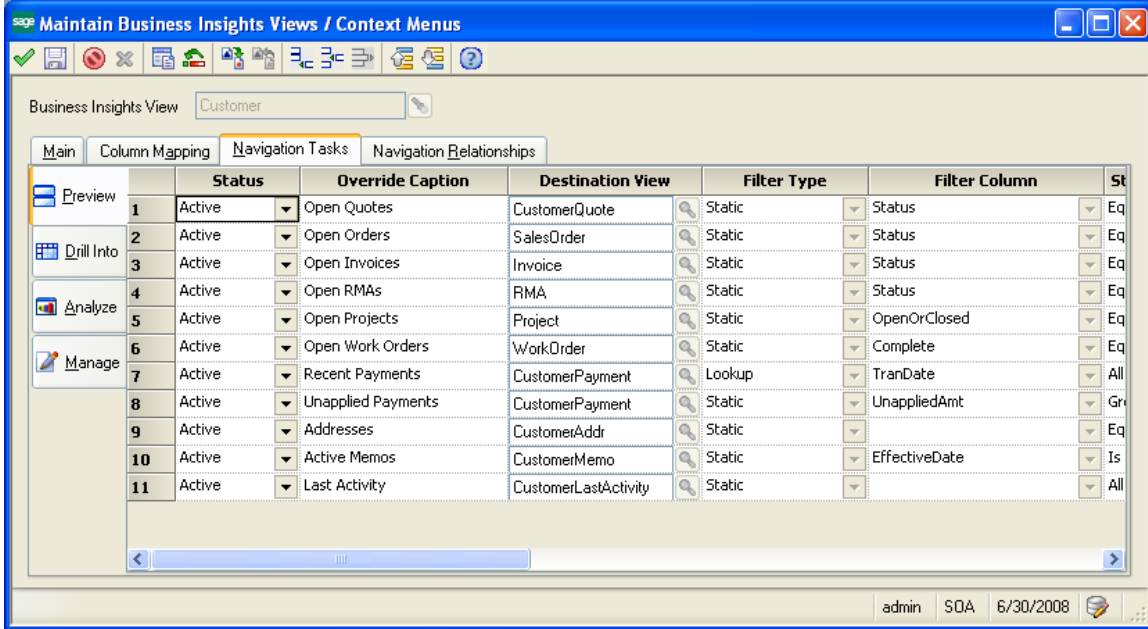 sage Maintain Business Insights Views / Context Menus
Business Insights View Customer
Main Column Mapping Navigation Tasks Navigation Relationships
Preview
Drill Into
Analyze
Manage
Status Override Caption Destination View Filter Type Filter Column St
1 Active Open Quotes CustomerQuote Static Status Eq
2 Active Open Orders SalesOrder Static Status Eq
3 Active Open Invoices Invoice Static Status Eq
4 Active Open RMAs RMA Static Status Eq
5 Active Open Projects Project Static OpenOrClosed Eq
6 Active Open Work Orders WorkOrder Static Complete Eq
7 Active Recent Payments CustomerPayment Lookup TranDate All
8 Active Unapplied Payments CustomerPayment Static UnappliedAmt Gr
9 Active Addresses CustomerAddr Static Eq
10 Active Active Memos CustomerMemo Static EffectiveDate Is
11 Active Last Activity CustomerLastActivity Static All
admin SOA 6/30/2008